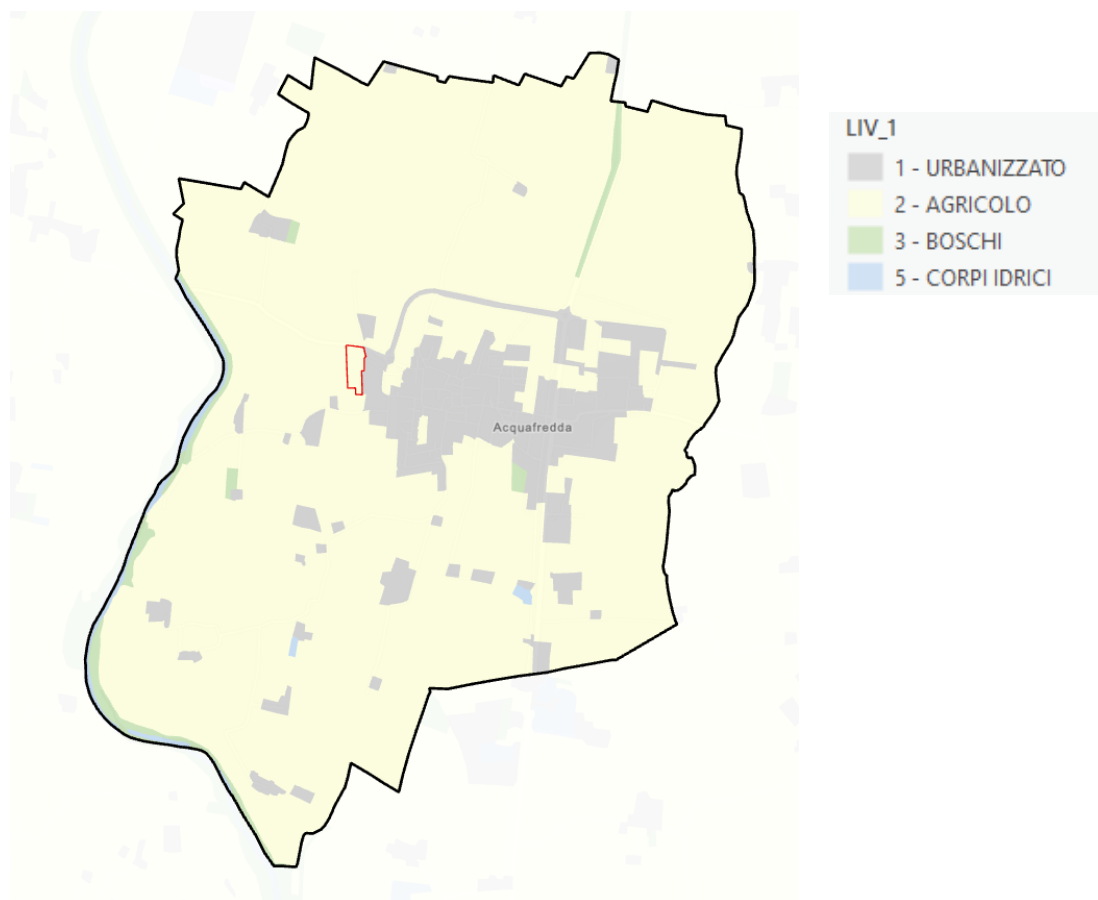 LIV_1
1 - URBANIZZATO
2 - AGRICOLO
3 - BOSCHI
5 - CORPI IDRICI
Acquafredda